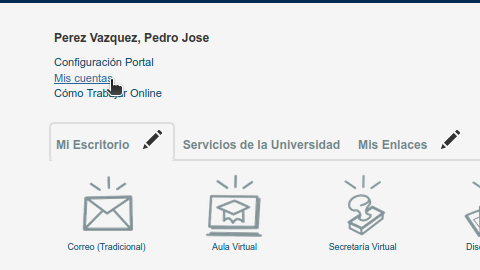 Perez Vazquez, Pedro Jose
Configuración Portal
Mis cuentas
Cómo Trabajar Online
Mi Escritorio
Servicios de la Universidad
Mis Enlaces
Correo (Tradicional)
Aula Virtual
Secretaría Virtual